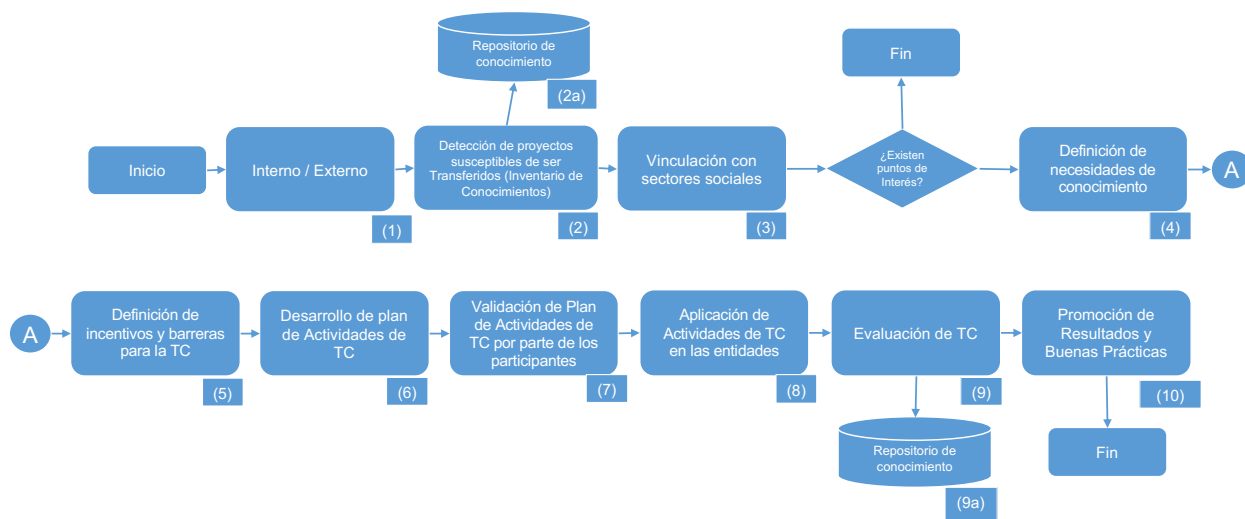 Repositorio de
conocimiento
(2a)
Fin
Inicio
Interno / Externo
(1)
Detección de proyectos
susceptibles de ser
Transferidos (Inventario de
Conocimientos)
(2)
Vinculación con
sectores sociales
(3)
¿Existen
puntos de
Interés?
Definición de
necesidades de
conocimiento
(4)
A
A
Definición de
incentivos y barreras
para la TC
(5)
Desarrollo de plan
de Actividades de
TC
(6)
Validación de Plan
de Actividades de
TC por parte de los
participantes
(7)
Aplicación de
Actividades de TC
en las entidades
(8)
Evaluación de TC
(9)
Promoción de
Resultados y
Buenas Prácticas
(10)
Repositorio de
conocimiento
(9a)
Fin